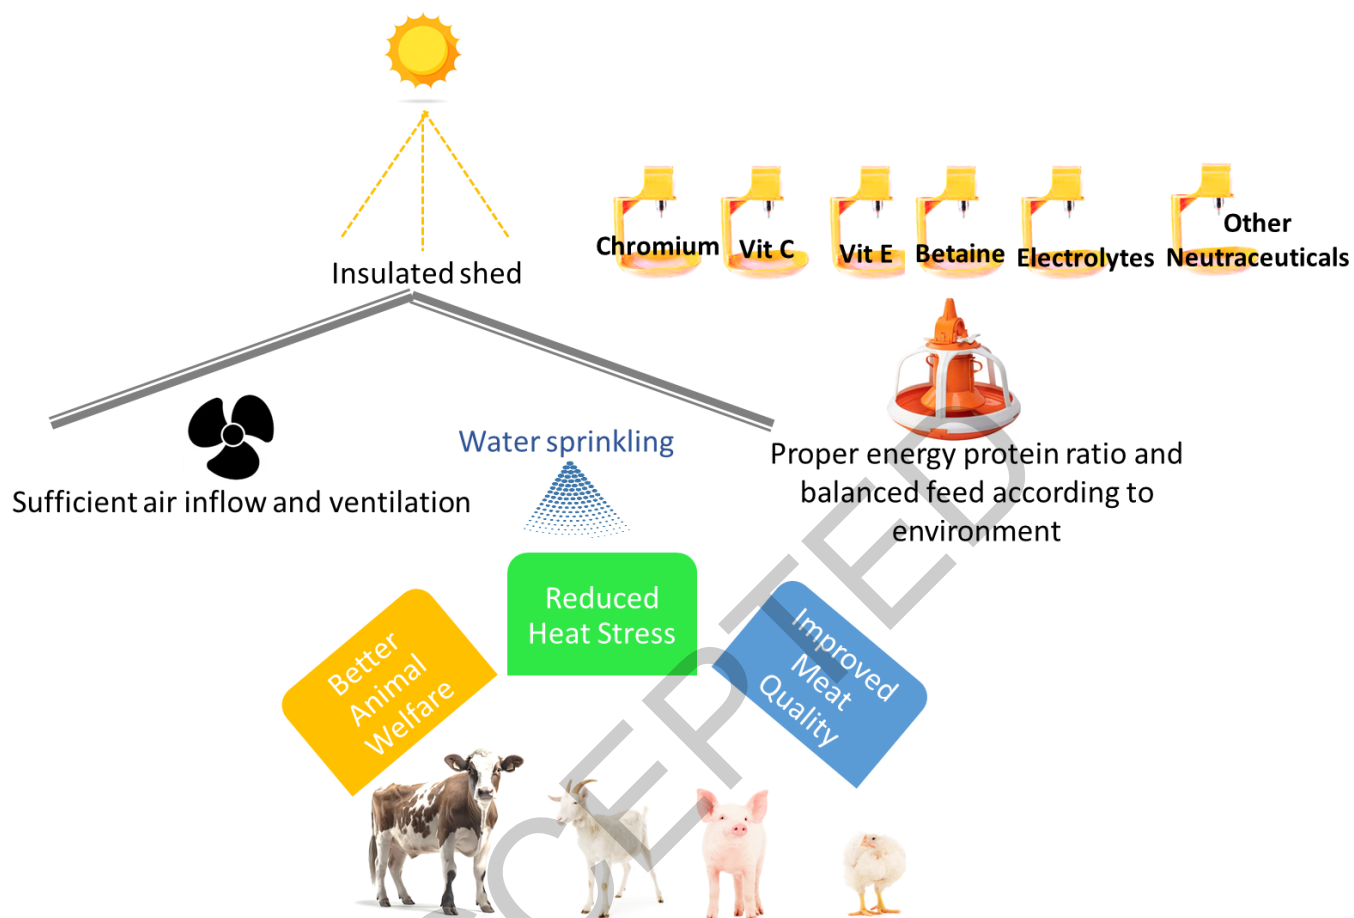 Insulated shed
Chromium
Vit C
Vit E
Betaine
Electrolytes
Other
Neutraceuticals
Sufficient air inflow and ventilation
Water sprinkling
Proper energy protein ratio and
balanced feed according to
environment
Better
Animal
Welfare
Reduced
Heat Stress
Improved
Meat
Quality